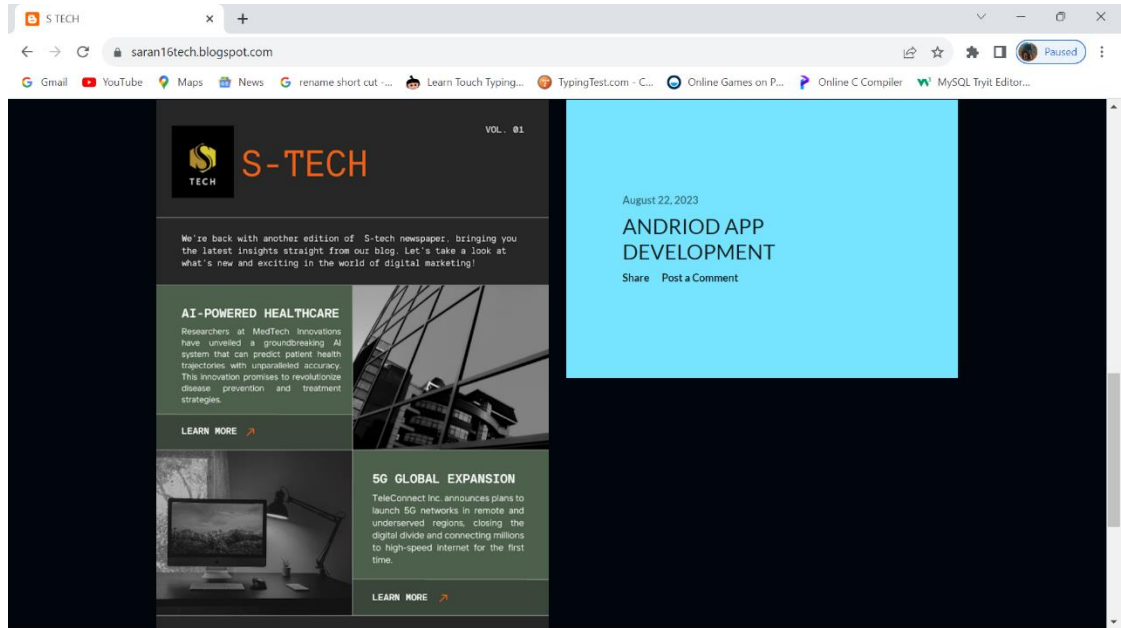 S TECH
saran16tech.blogspot.com
Paused
Gmail
YouTube
Maps
News
rename short cut -...
Learn Touch Typing...
TypingTest.com - C...
Online Games on P...
Online C Compiler
MySQL Tryit Editor...
VOL. 01
TECH
S-TECH
We're back with another edition of S-tech newspaper, bringing you
the latest insights straight from our blog. Let's take a look at
what's new and exciting in the world of digital marketing!
AI-POWERED HEALTHCARE
Researchers at MedTech Innovations
have unveiled a groundbreaking AI
system that can predict patient health
trajectories with unparalleled accuracy.
This innovation promises to revolutionize
disease prevention and treatment
strategies.
LEARN MORE
5G GLOBAL EXPANSION
TeleConnect Inc. announces plans to
launch 5G networks in remote and
underserved regions, closing the
digital divide and connecting millions
to high-speed internet for the first
time.
LEARN MORE
August 22, 2023
ANDRIOD APP
DEVELOPMENT
Share Post a Comment